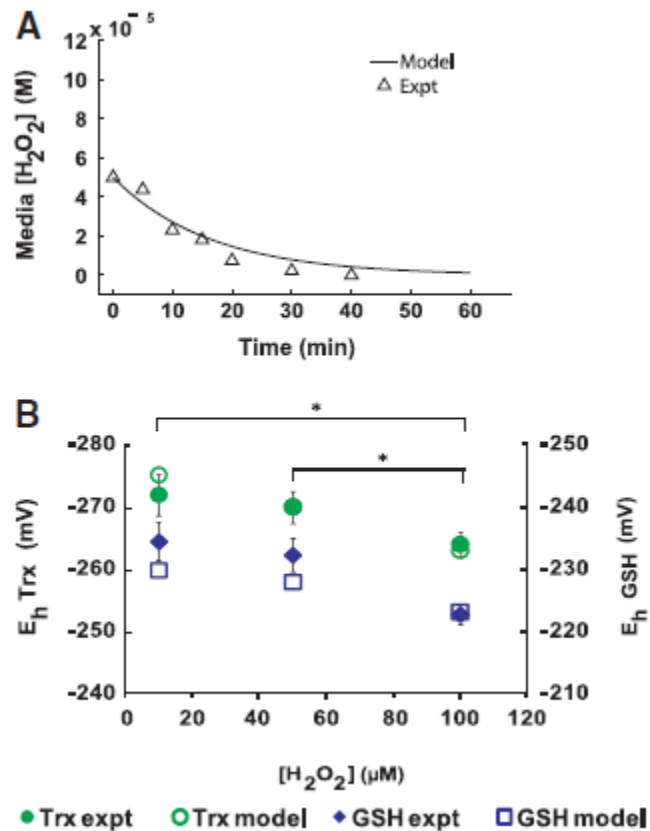 A
x 10⁻⁵
12
10
8
6
4
2
0
Media [H₂O₂] (M)
Model
Expt
0 10 20 30 40 50 60
Time (min)
B
*
*
-280
-270
-260
-250
-240
Eₕ Trx (mV)
-250
-240
-230
-220
-210
Eₕ GSH (mV)
0 20 40 60 80 100 120
[H₂O₂] (µM)
Trx expt Trx model GSH expt GSH model